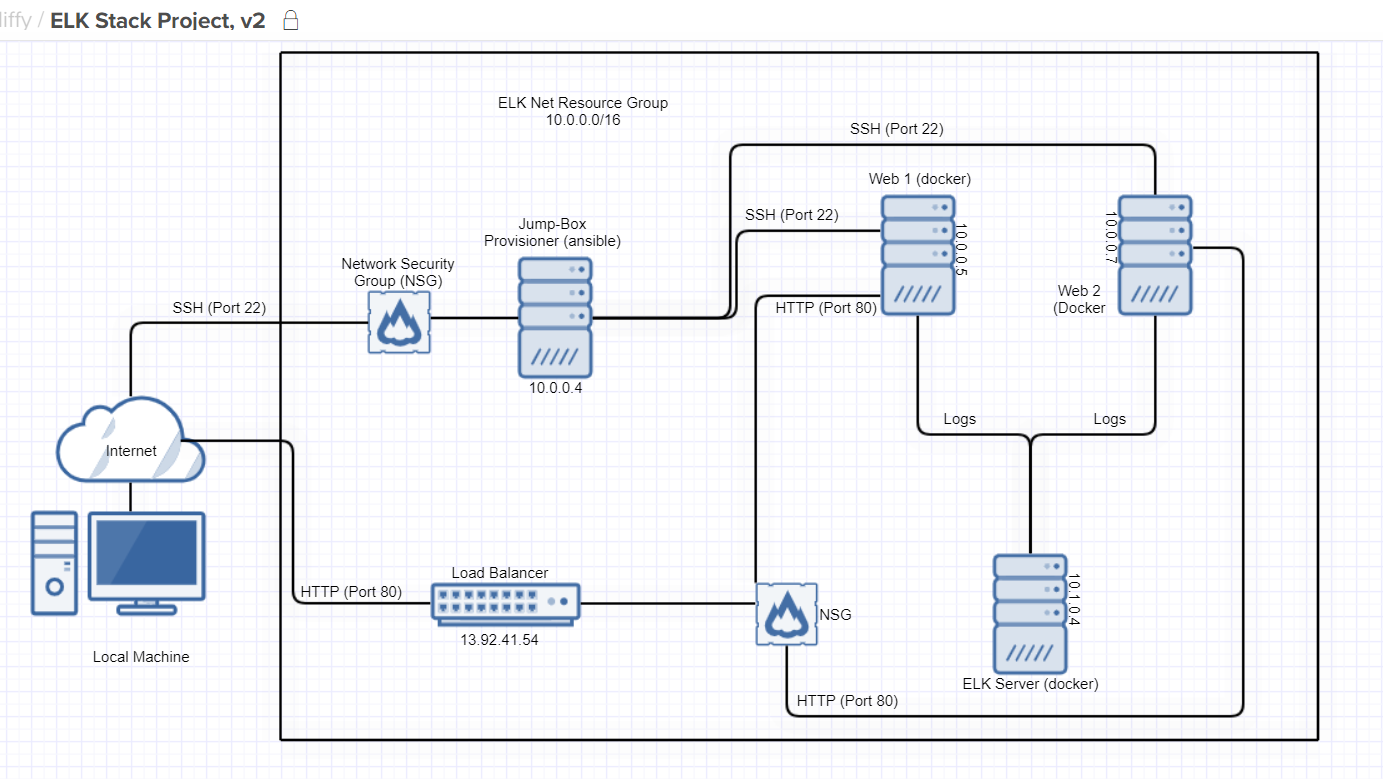 liffy / ELK Stack Project, v2
ELK Net Resource Group
10.0.0.0/16
SSH (Port 22)
Web 1 (docker)
SSH (Port 22)
10.0.0.5
10.0.0.7
Jump-Box
Provisioner (ansible)
Network Security
Group (NSG)
Web 2
(Docker
SSH (Port 22)
HTTP (Port 80)
10.0.0.4
Logs
Logs
Internet
Load Balancer
HTTP (Port 80)
10.1.0.4
NSG
13.92.41.54
Local Machine
ELK Server (docker)
HTTP (Port 80)